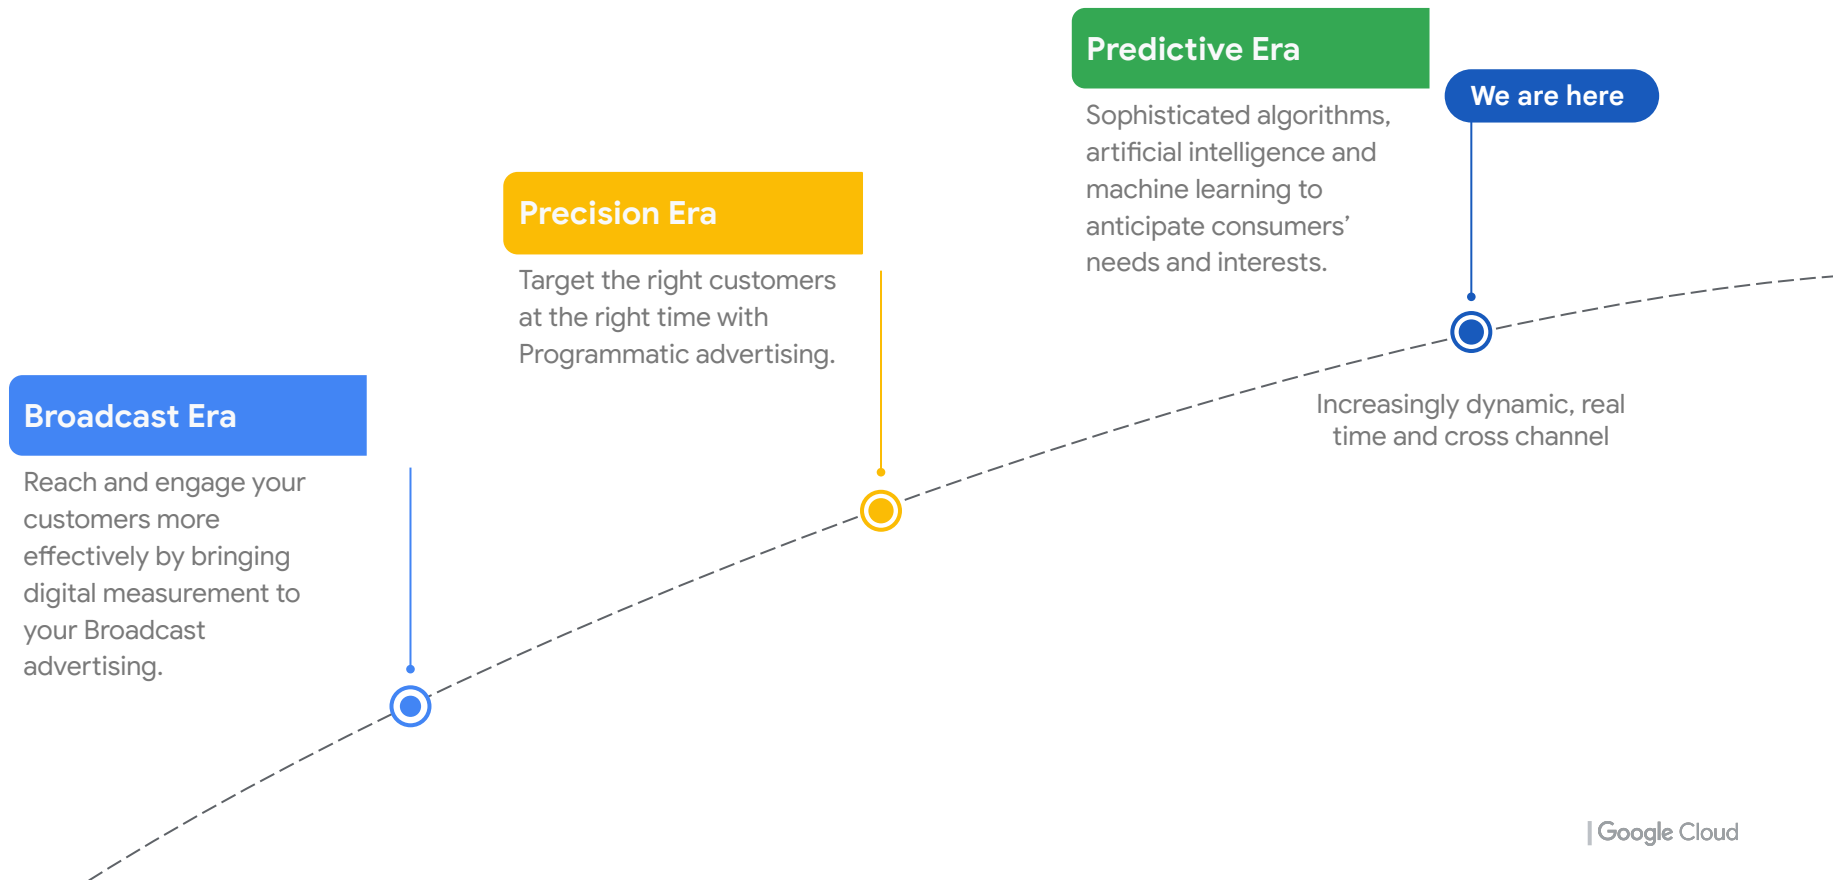 Predictive Era
We are here
Sophisticated algorithms,
artificial intelligence and
machine learning to
anticipate consumers’
needs and interests.
Precision Era
Target the right customers
at the right time with
Programmatic advertising.
Broadcast Era
Reach and engage your
customers more
effectively by bringing
digital measurement to
your Broadcast
advertising.
Increasingly dynamic, real
time and cross channel
| Google Cloud